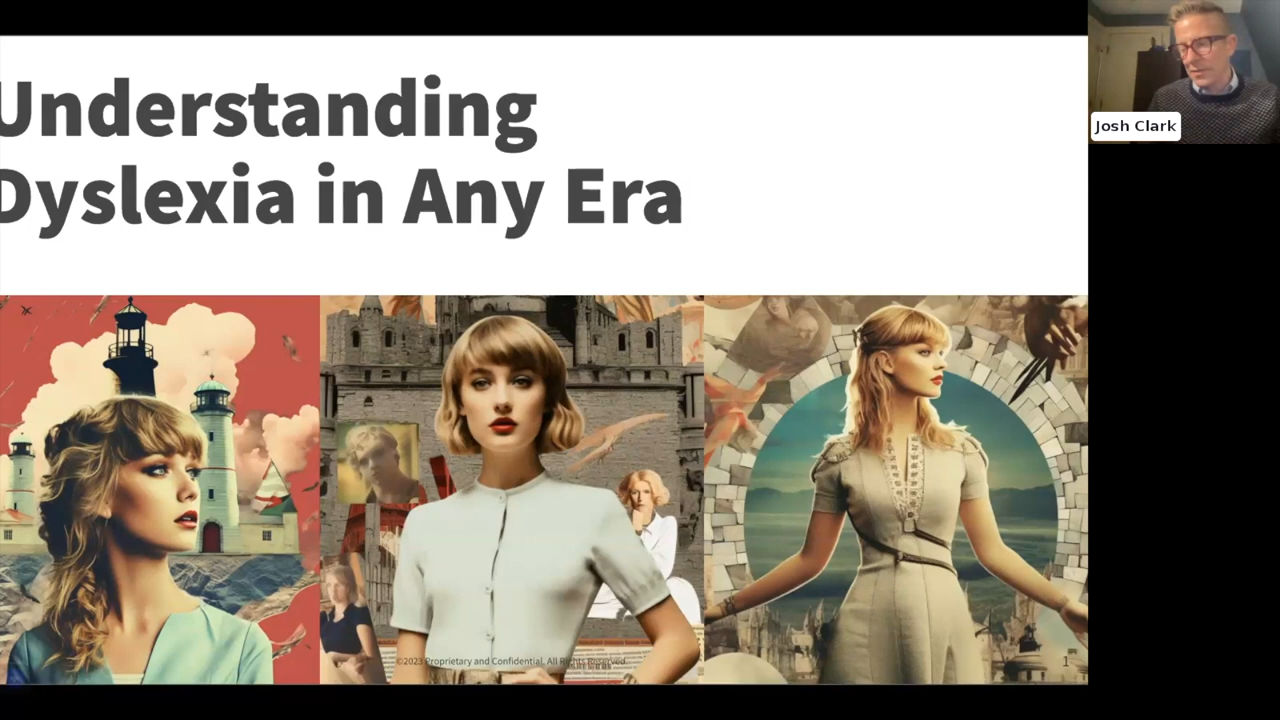 Understanding
Dyslexia in Any Era
Josh Clark
©2023 Proprietary and Confidential. All Rights Reserved.
1